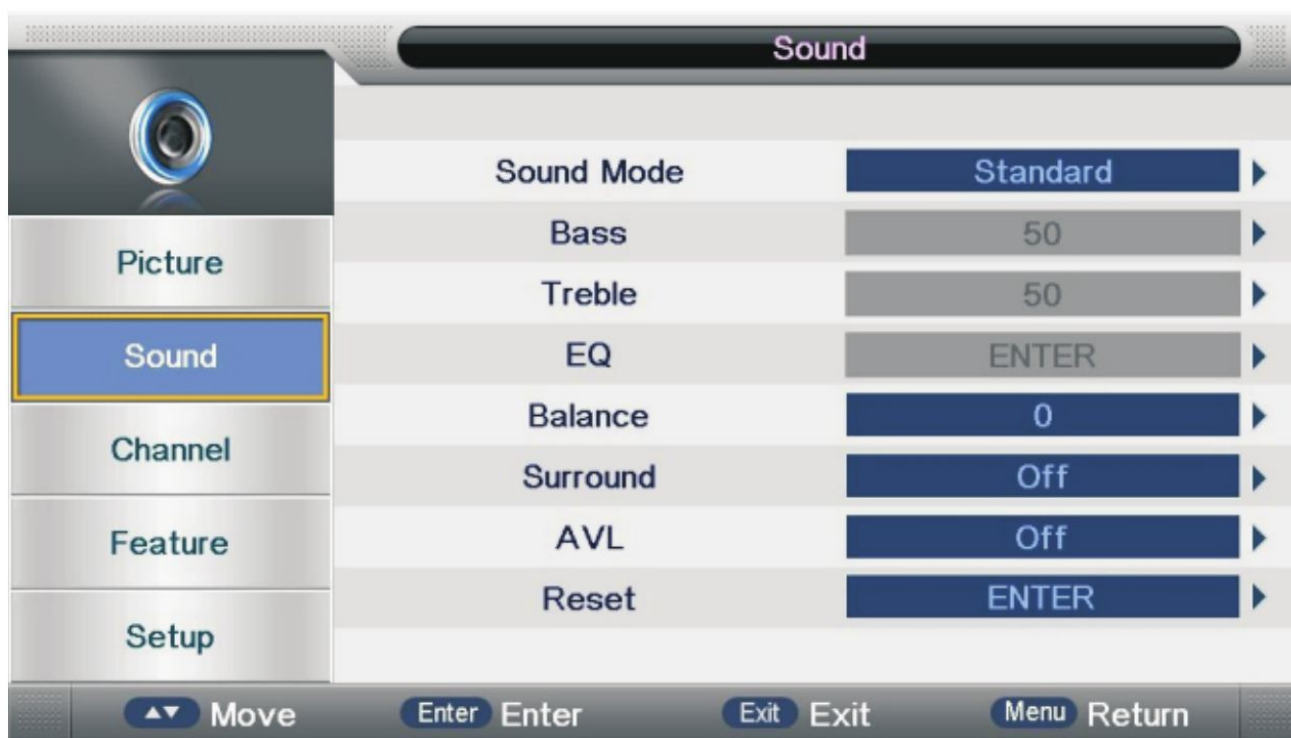 Sound
Sound Mode Standard
Bass 50
Treble 50
EQ ENTER
Balance 0
Surround Off
AVL Off
Reset ENTER
Picture
Sound
Channel
Feature
Setup
▲▼ Move Enter Enter Exit Exit Menu Return